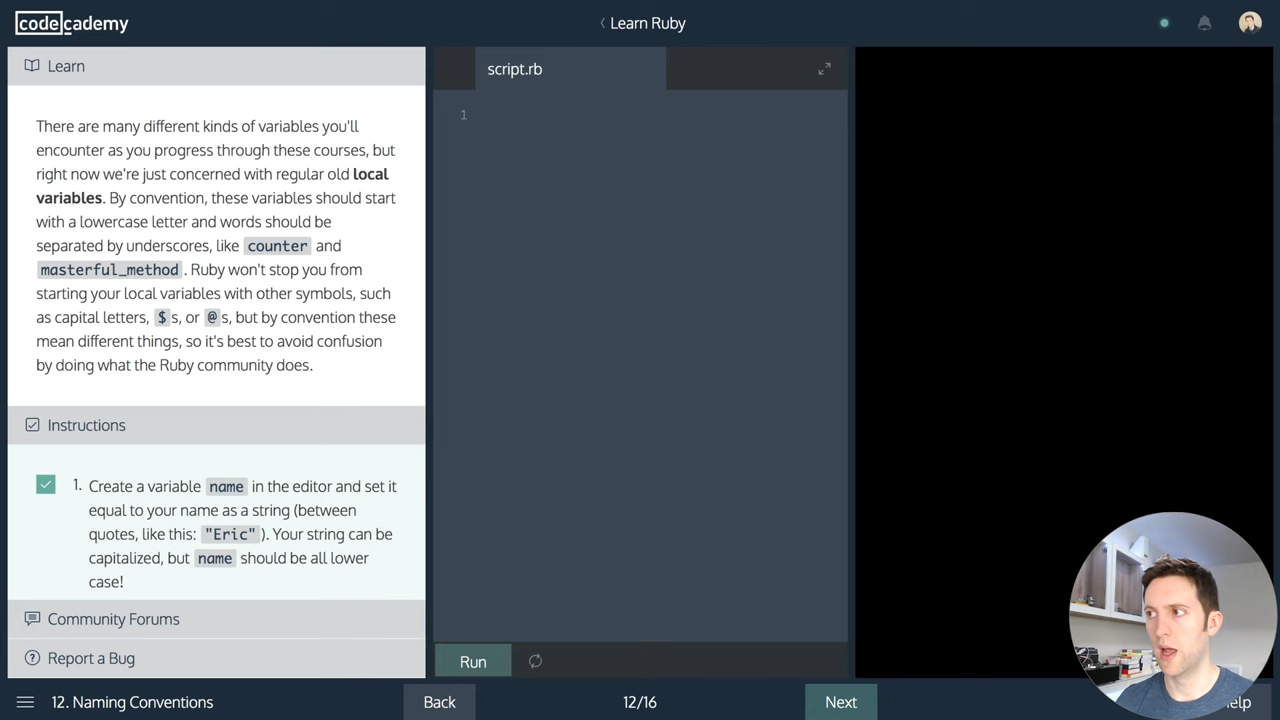 codecademy
Learn Ruby
Learn
script.rb
1
There are many different kinds of variables you'll
encounter as you progress through these courses, but
right now we're just concerned with regular old local
variables. By convention, these variables should start
with a lowercase letter and words should be
separated by underscores, like counter and
masterful_method. Ruby won't stop you from
starting your local variables with other symbols, such
as capital letters, $s, or @s, but by convention these
mean different things, so it's best to avoid confusion
by doing what the Ruby community does.
Instructions
1. Create a variable name in the editor and set it
equal to your name as a string (between
quotes, like this: "Eric"). Your string can be
capitalized, but name should be all lower
case!
Community Forums
Report a Bug
Run
12. Naming Conventions
Back
12/16
Next
elp